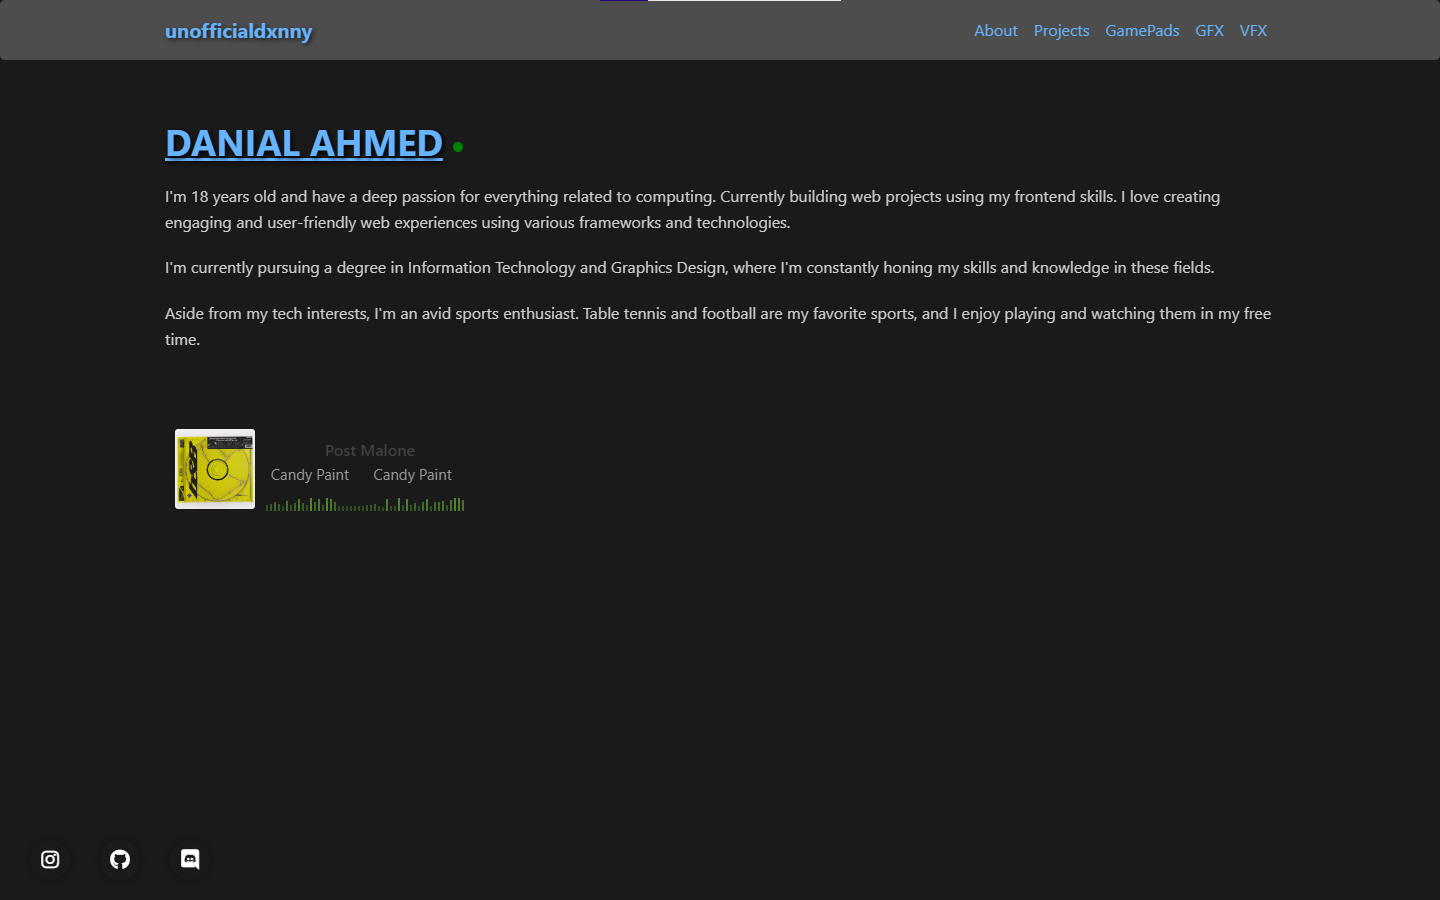 unofficialdxnny
About Projects GamePads GFX VFX
DANIAL AHMED
I'm 18 years old and have a deep passion for everything related to computing. Currently building web projects using my frontend skills. I love creating
engaging and user-friendly web experiences using various frameworks and technologies.
I'm currently pursuing a degree in Information Technology and Graphics Design, where I'm constantly honing my skills and knowledge in these fields.
Aside from my tech interests, I'm an avid sports enthusiast. Table tennis and football are my favorite sports, and I enjoy playing and watching them in my free
time.
Post Malone
Candy Paint Candy Paint